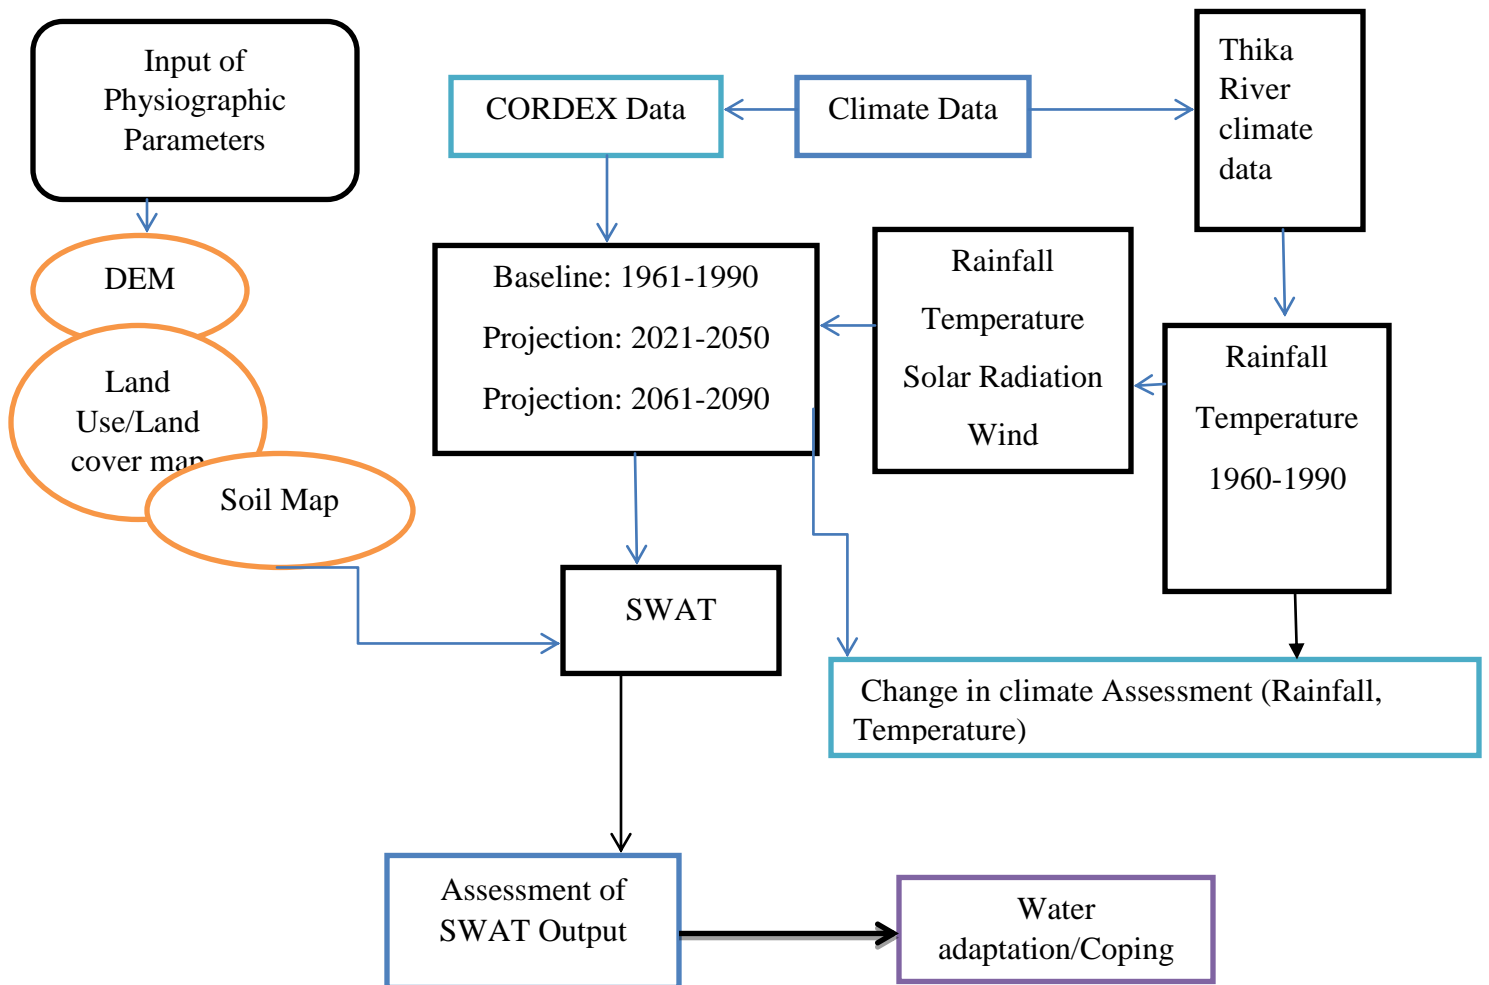 Input of
Physiographic
Parameters
DEM
Land
Use/Land
cover map
Soil Map
CORDEX Data
Climate Data
Thika
River
climate
data
Baseline: 1961-1990
Projection: 2021-2050
Projection: 2061-2090
Rainfall
Temperature
Solar Radiation
Wind
Rainfall
Temperature
1960-1990
SWAT
Change in climate Assessment (Rainfall,
Temperature)
Assessment of
SWAT Output
Water
adaptation/Coping